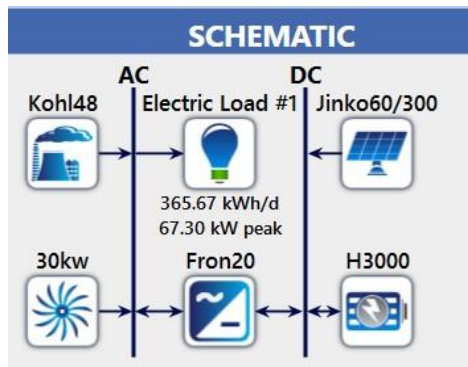 SCHEMATIC
AC DC
Kohl48 Electric Load #1 Jinko60/300
365.67 kWh/d
67.30 kW peak
30kw Fron20 H3000